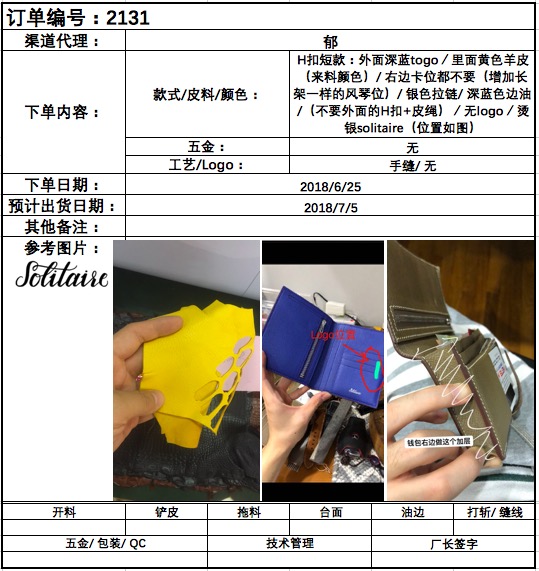 订单编号：2131
渠道代理： 郁
下单内容： 款式/皮料/颜色： H扣短款：外面深蓝togo／里面黄色羊皮
（来料颜色）／右边卡位都不要（增加长
架一样的风琴位）／银色拉链/ 深蓝色边油
/（不要外面的H扣+皮绳）／无logo／烫
银solitaire（位置如图）
五金： 无
工艺/Logo： 手缝/ 无
下单日期： 2018/6/25
预计出货日期： 2018/7/5
其他备注：
参考图片：
Solitaire
Logo位置
钱包右边做这个加层
开料 铲皮 拖料 台面 油边 打斩/ 缝线
五金/ 包装/ QC 技术管理 厂长签字